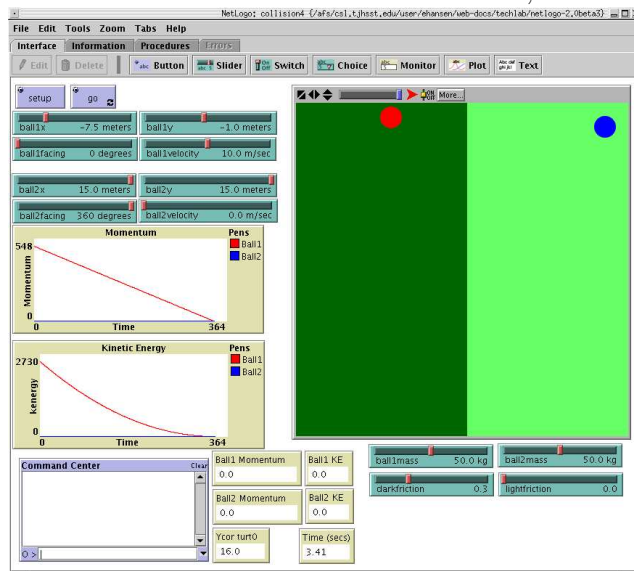 NetLogo: collision4 {/afs/csl.tjhsst.edu/user/ehansen/web-docs/techlab/netlogo-2.0beta3}
File Edit Tools Zoom Tabs Help
Interface Information Procedures Errors
Edit Delete abc Button Slider Switch Choice Monitor Plot Text
setup go More...
ball1x -7.5 meters ball1y -1.0 meters
ball1facing 0 degrees ball1velocity 10.0 m/sec
ball2x 15.0 meters ball2y 15.0 meters
ball2facing 360 degrees ball2velocity 0.0 m/sec
Momentum
Pens
548
Ball1
Ball2
Momentum
0
0 Time 364
Kinetic Energy
Pens
2730
Ball1
Ball2
kenergy
0
0 Time 364
Command Center Clear
O >
Ball1 Momentum Ball1 KE
0.0 0.0
Ball2 Momentum Ball2 KE
0.0 0.0
Ycor turt0 Time (secs)
16.0 3.41
ball1mass 50.0 kg ball2mass 50.0 kg
darkfriction 0.3 lightfriction 0.0